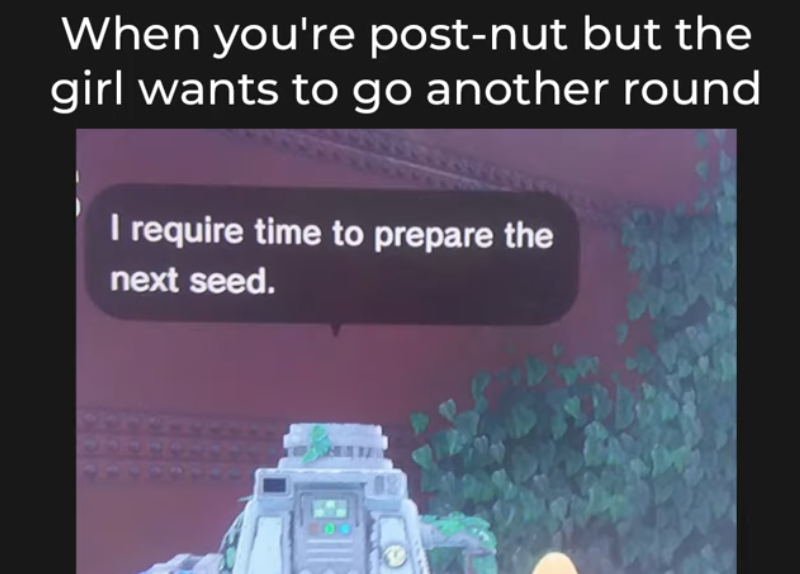 When you're post-nut but the
girl wants to go another round
I require time to prepare the
next seed.